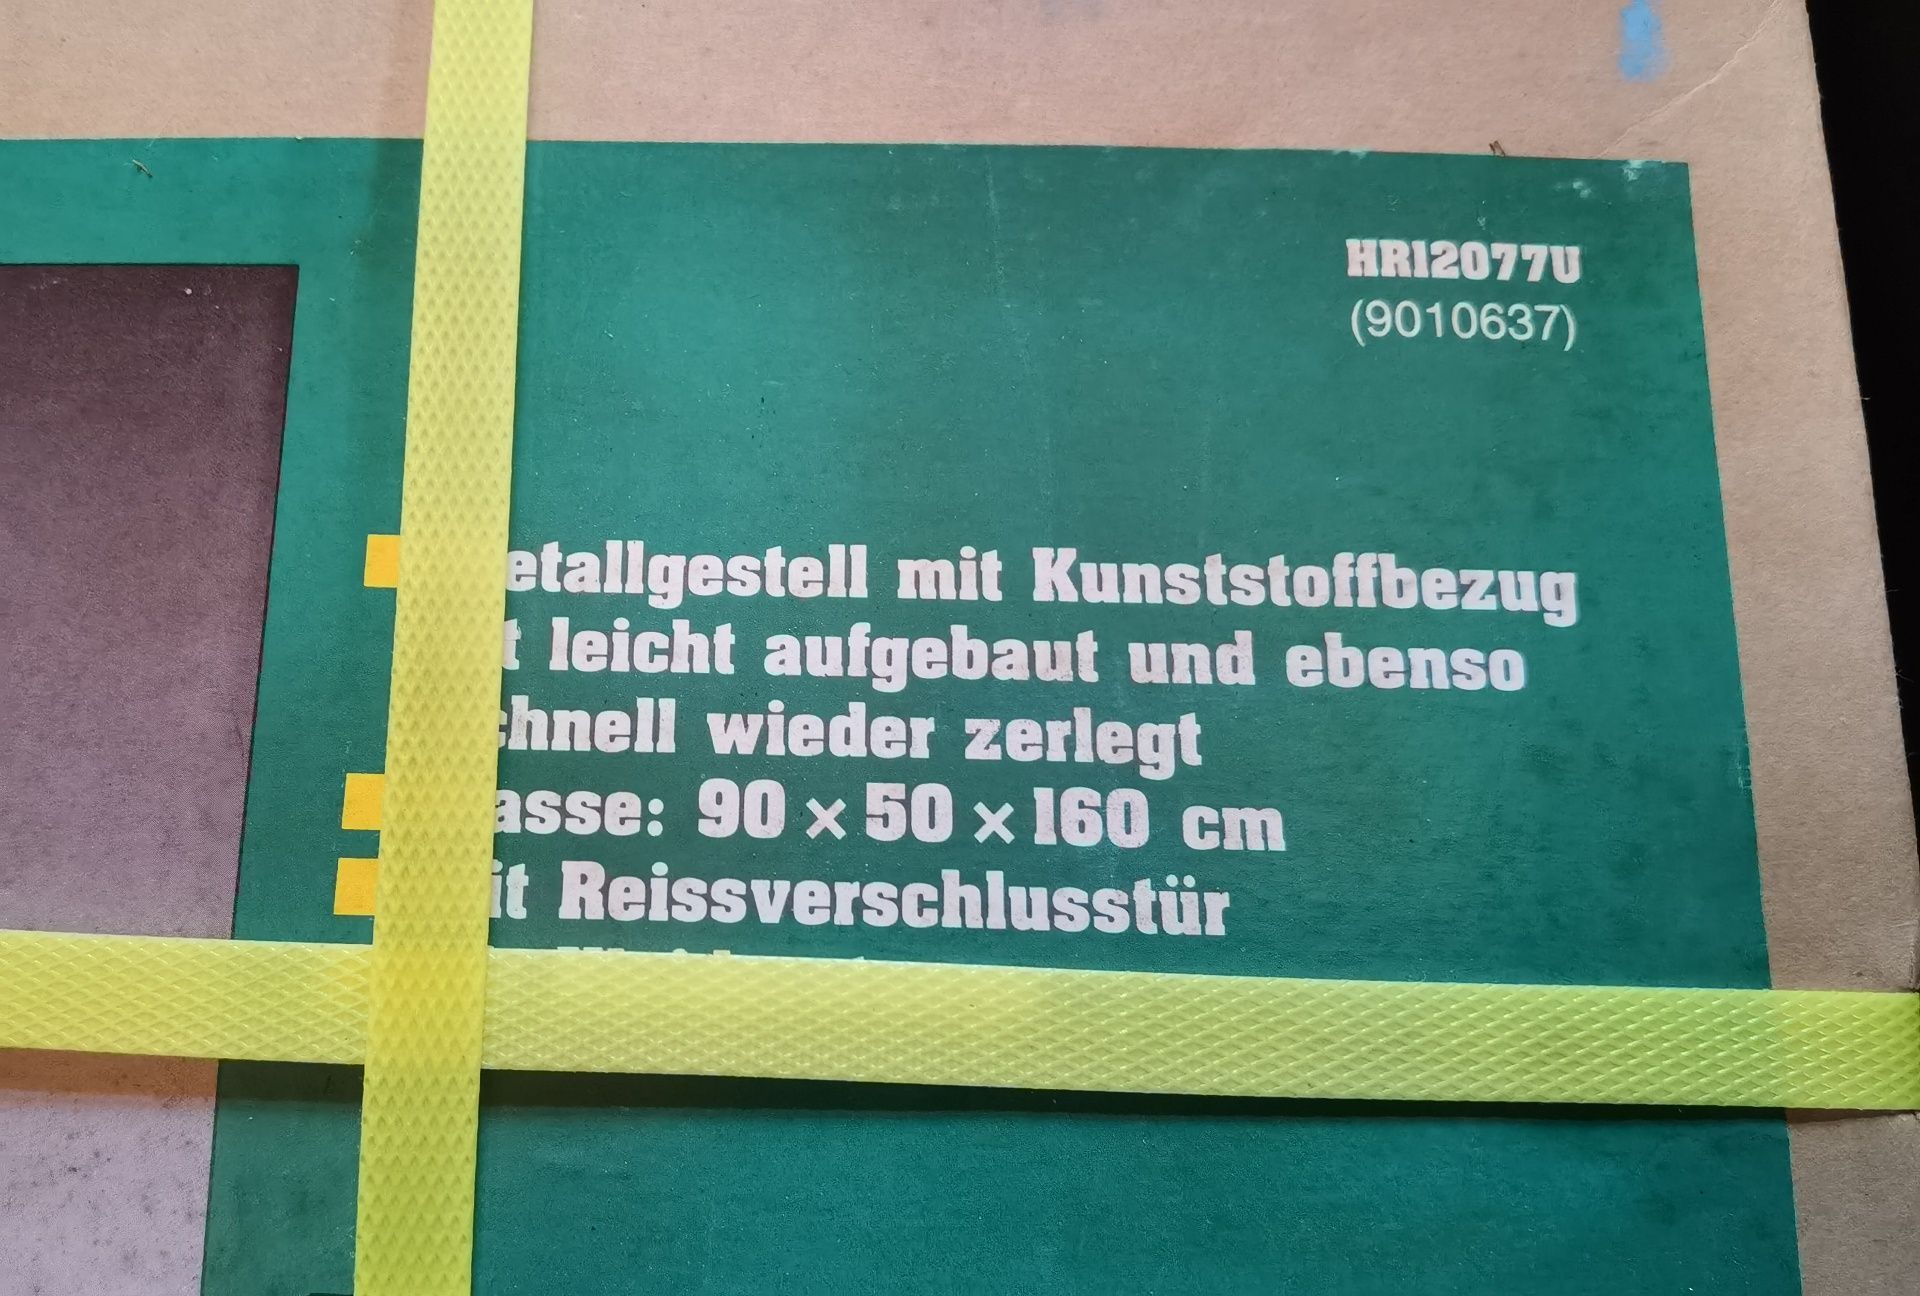 HR12077U
(9010637)
etallgestell mit Kunststoffbezug
t leicht aufgebaut und ebenso
chnell wieder zerlegt
asse: 90 × 50 × 160 cm
it Reissverschlusstür